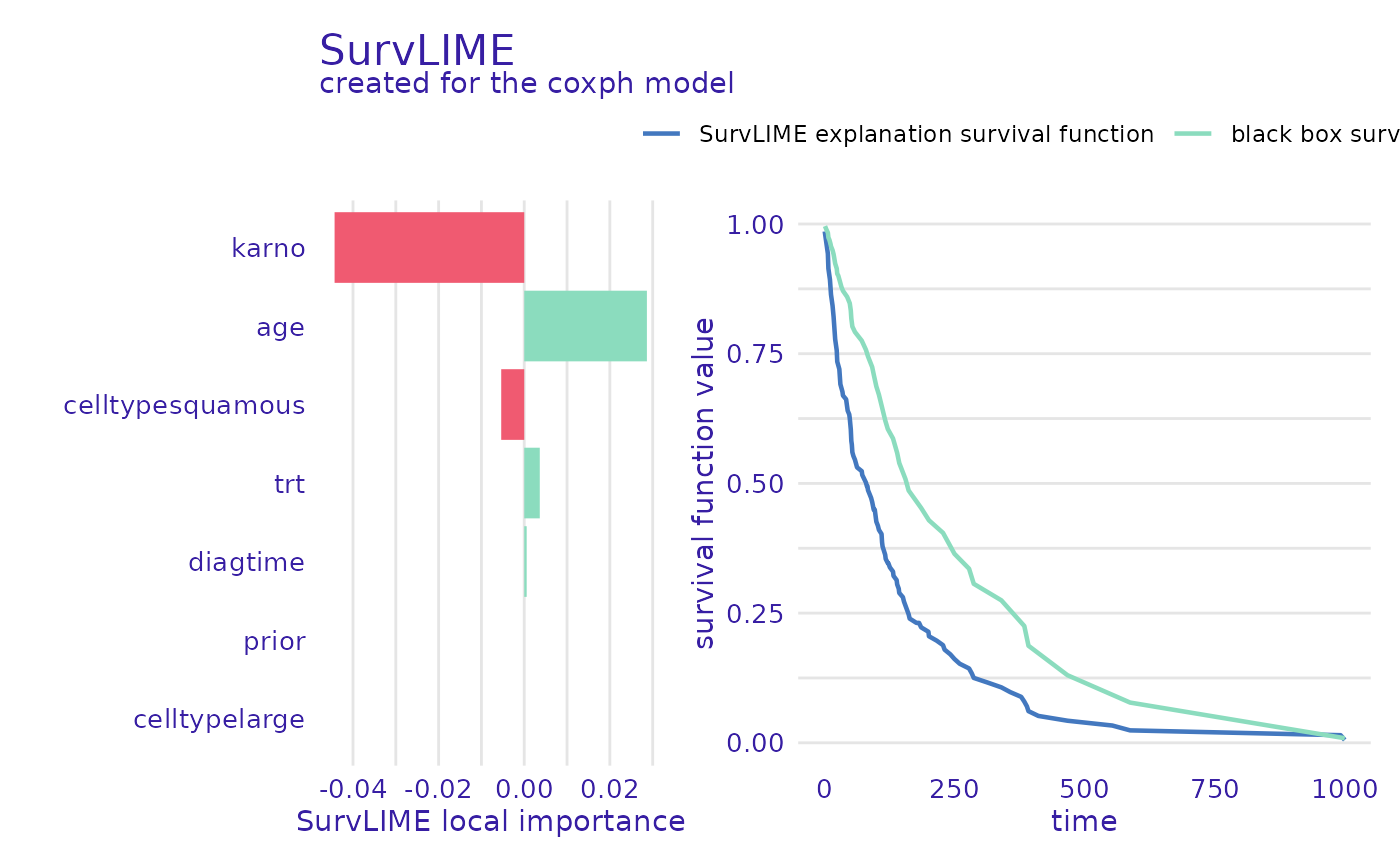 SurvLIME
created for the coxph model
SurvLIME explanation survival function
black box surv
karno
age
celltypesquamous
trt
diagtime
prior
celltypelarge
-0.04 -0.02 0.00 0.02
SurvLIME local importance
survival function value
1.00
0.75
0.50
0.25
0.00
0 250 500 750 1000
time